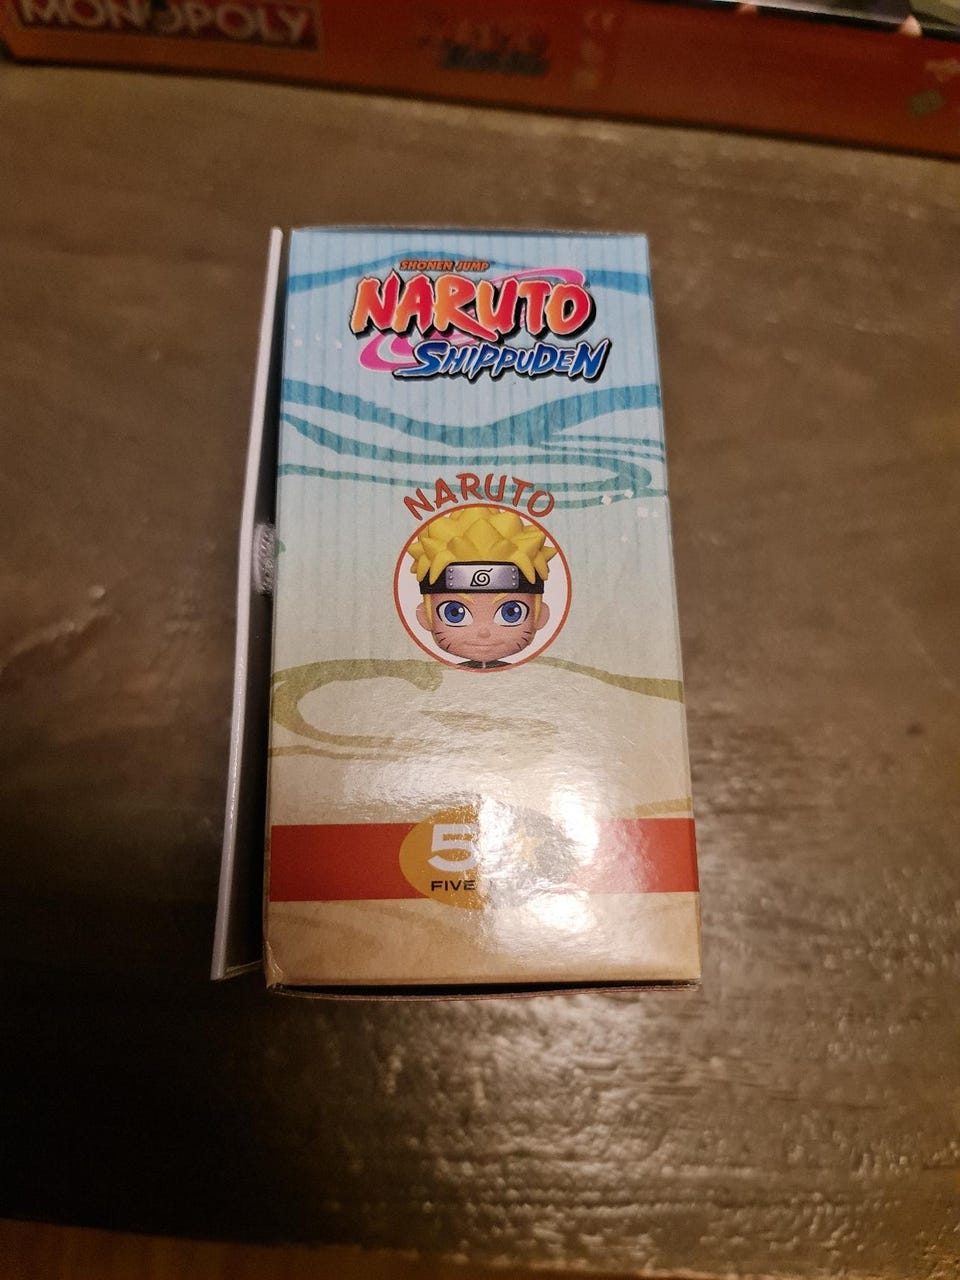 MONOPOLY
SHONEN JUMP
NARUTO
SHIPPUDEN
NARUTO
5
FIVE